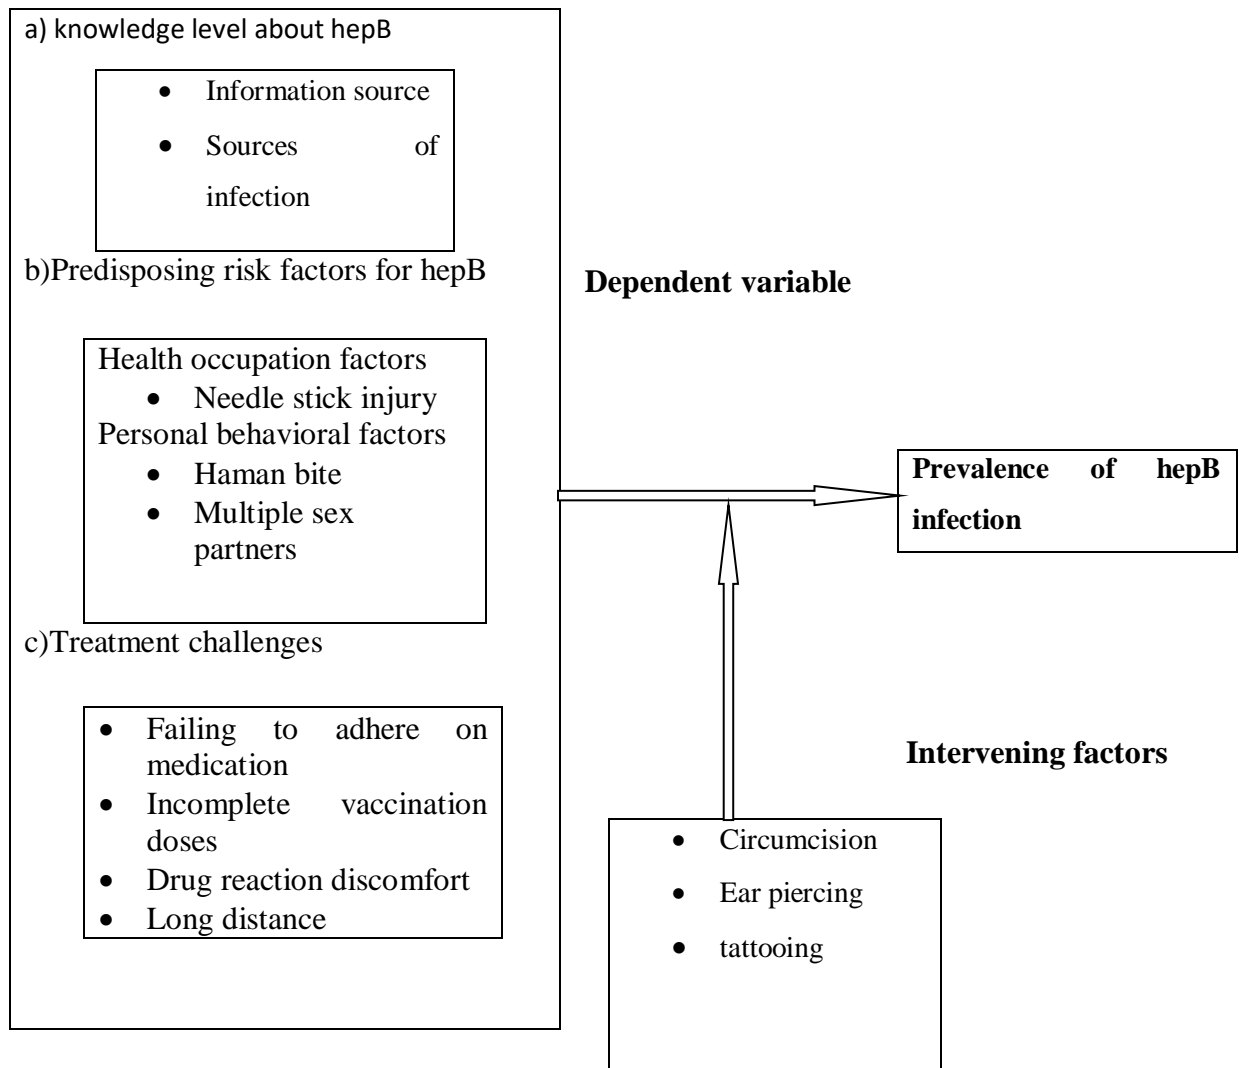 a) knowledge level about hepB
• Information source
• Sources of
infection
b)Predisposing risk factors for hepB
Health occupation factors
• Needle stick injury
Personal behavioral factors
• Haman bite
• Multiple sex
partners
c)Treatment challenges
• Failing to adhere on
medication
• Incomplete vaccination
doses
• Drug reaction discomfort
• Long distance
Dependent variable
Prevalence of hepB
infection
Intervening factors
• Circumcision
• Ear piercing
• tattooing